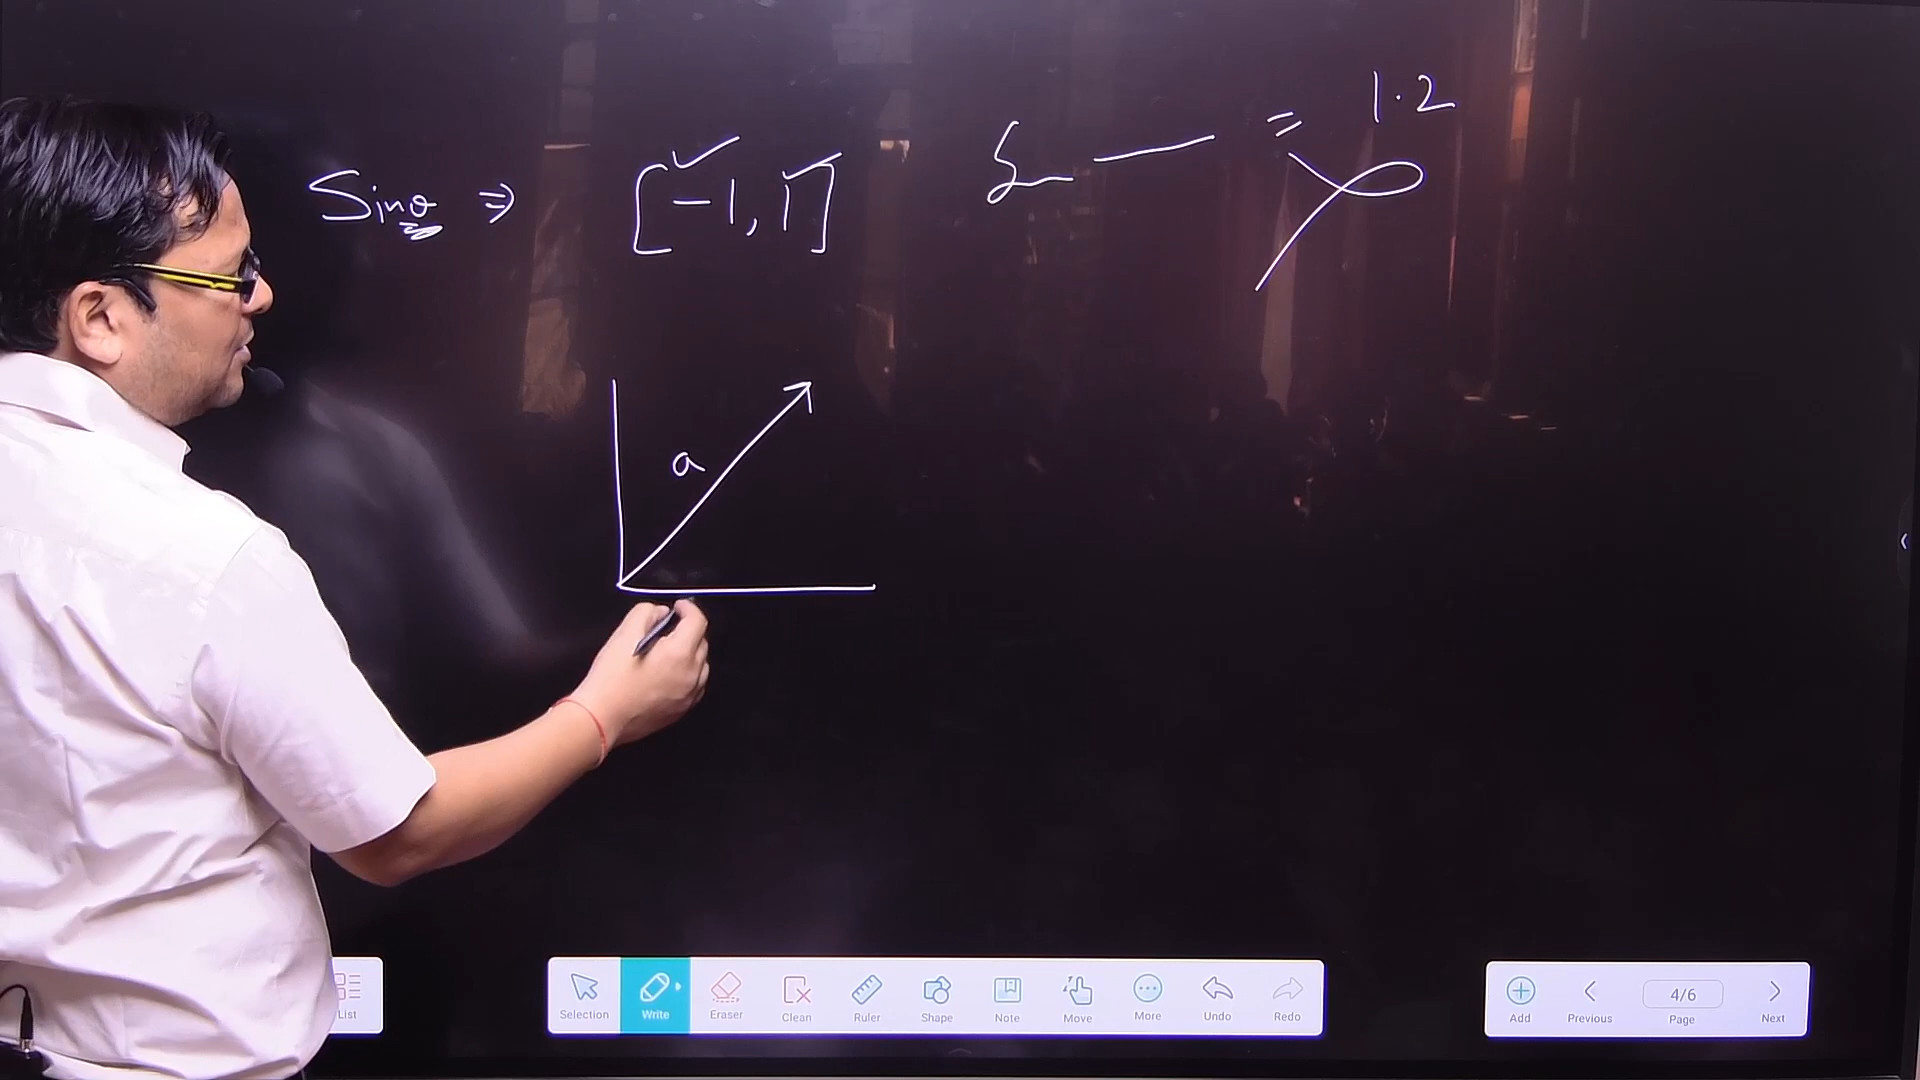 Sinθ ⇒ [-1, 1] = 1.2
a
List
Selection Write Eraser Clean Ruler Shape Note Move More Undo Redo
Add Previous 4/6 Page Next